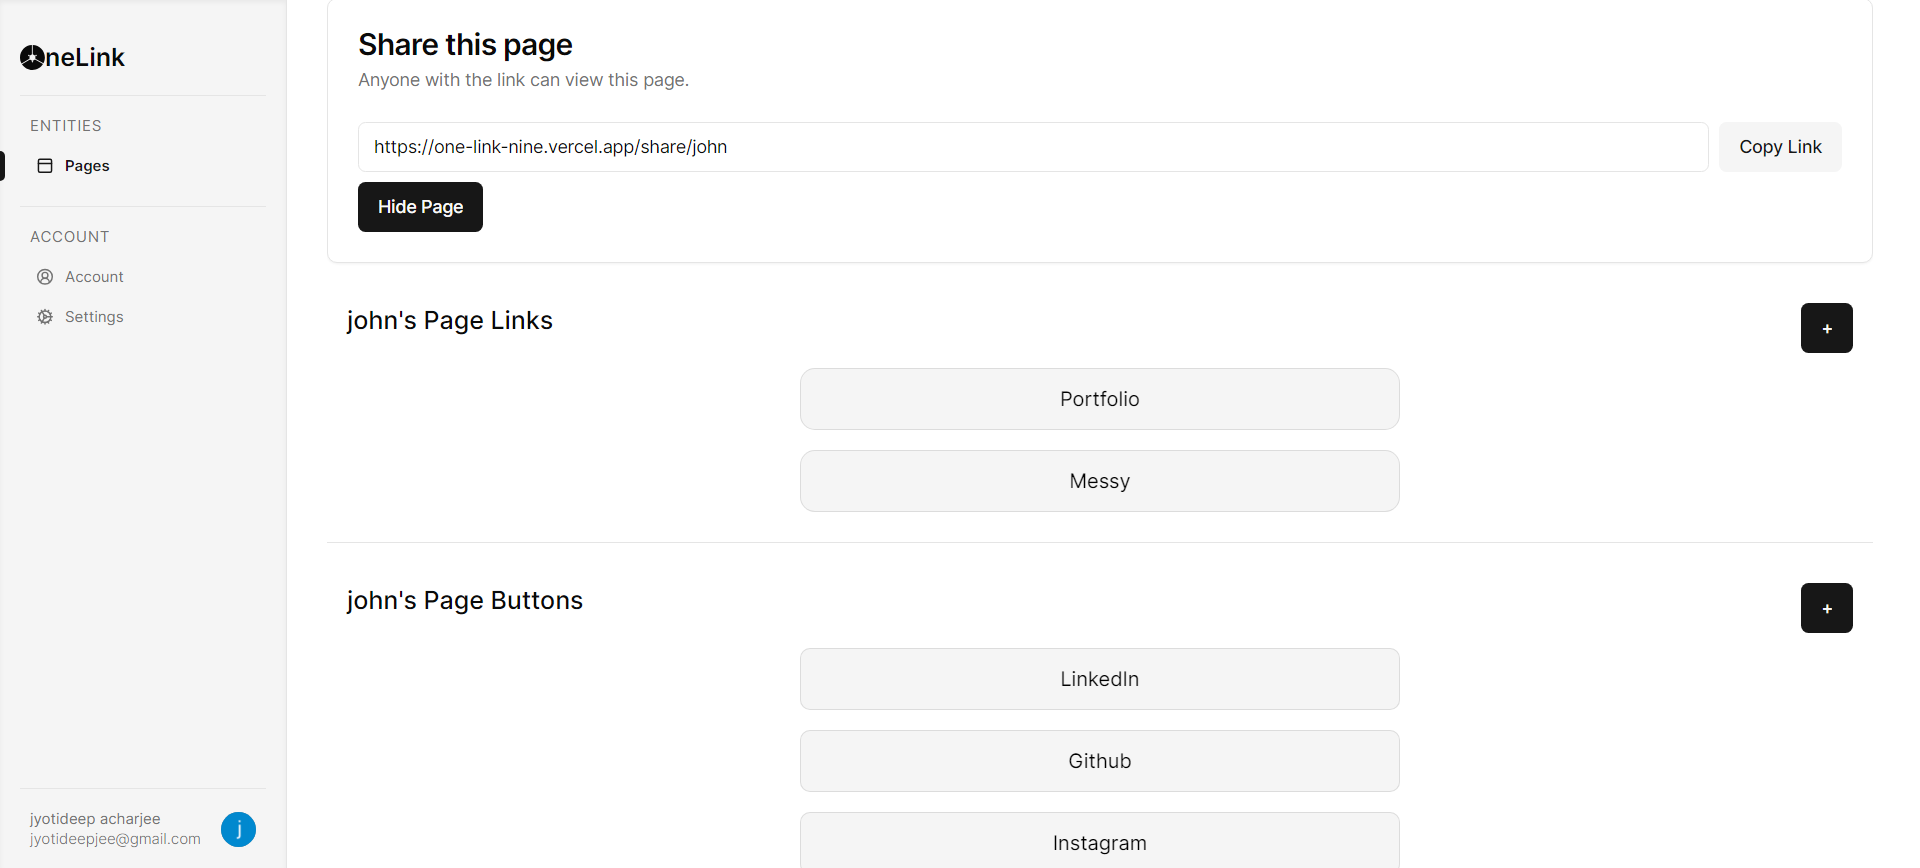 neLink
ENTITIES
Pages
ACCOUNT
Account
Settings
jyotideep acharjee
jyotideepjee@gmail.com
j
Share this page
Anyone with the link can view this page.
https://one-link-nine.vercel.app/share/john
Copy Link
Hide Page
john's Page Links
+
Portfolio
Messy
john's Page Buttons
+
LinkedIn
Github
Instagram